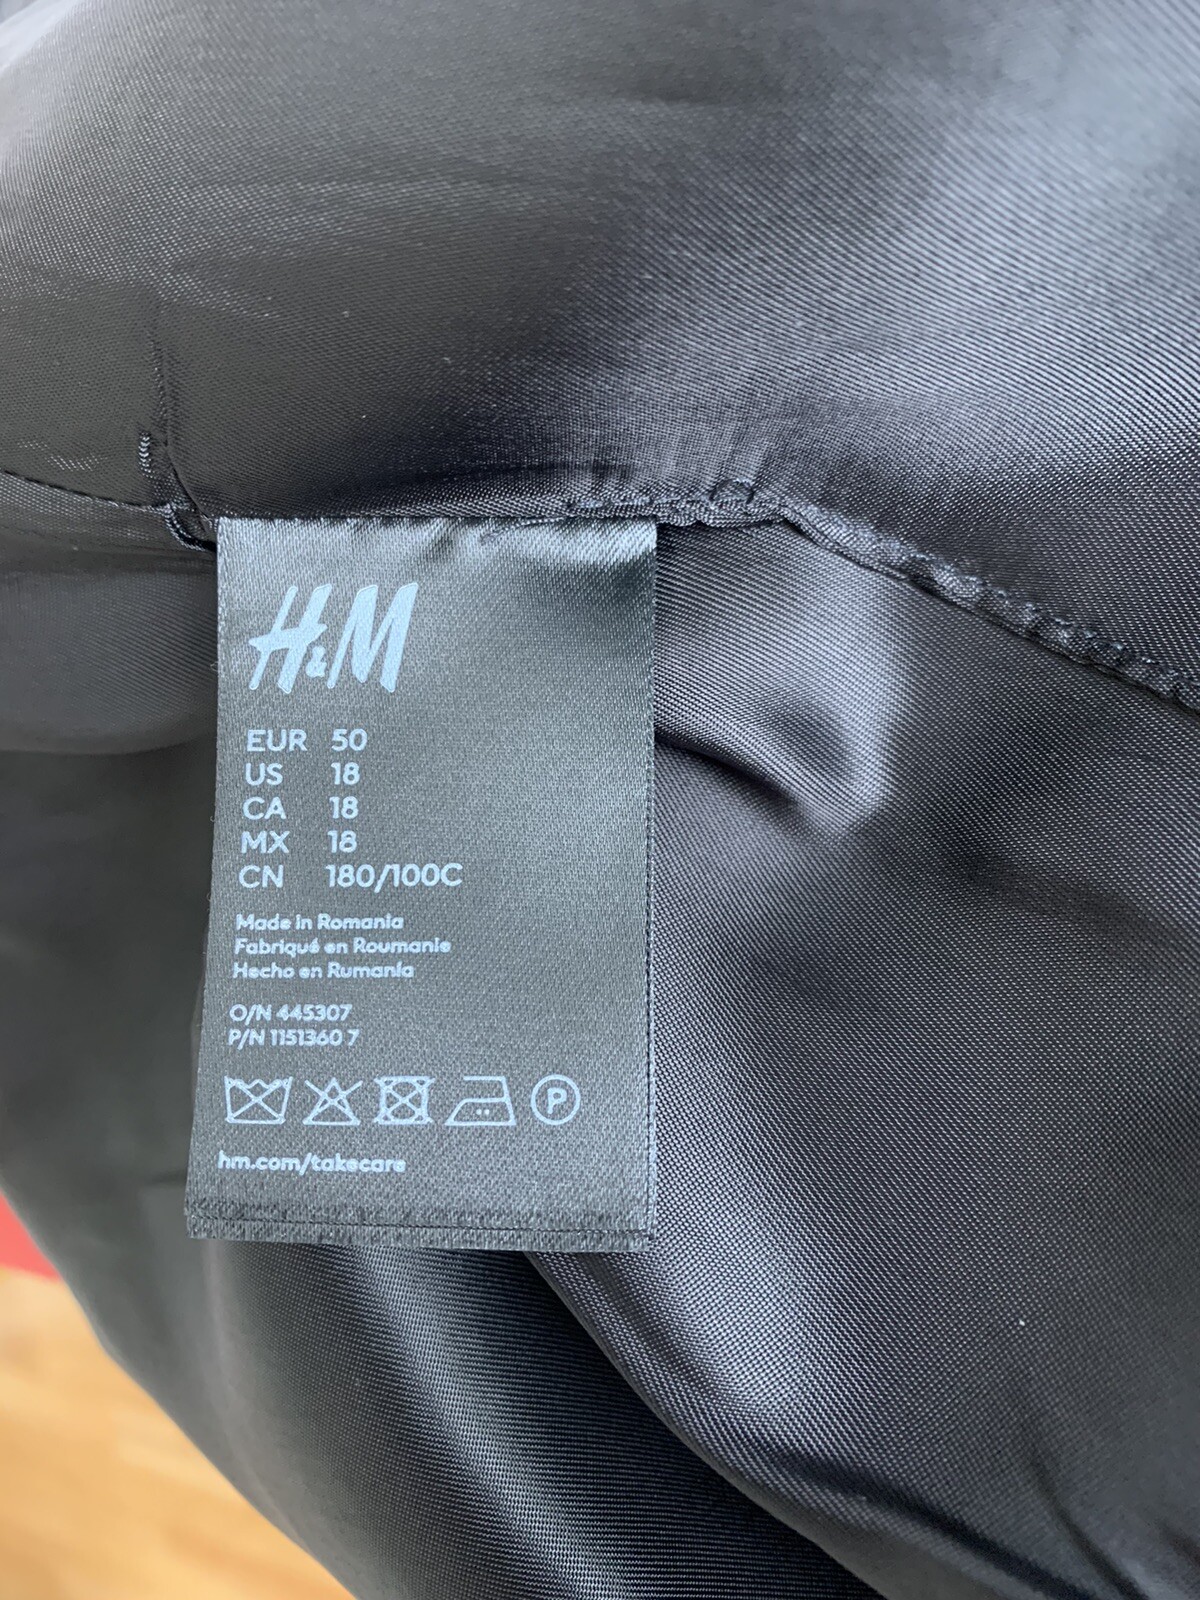 H&M
EUR 50
US 18
CA 18
MX 18
CN 180/100C
Made in Romania
Fabriqué en Roumanie
Hecho en Rumania
O/N 445307
P/N 1151360 7
P
hm.com/takecare